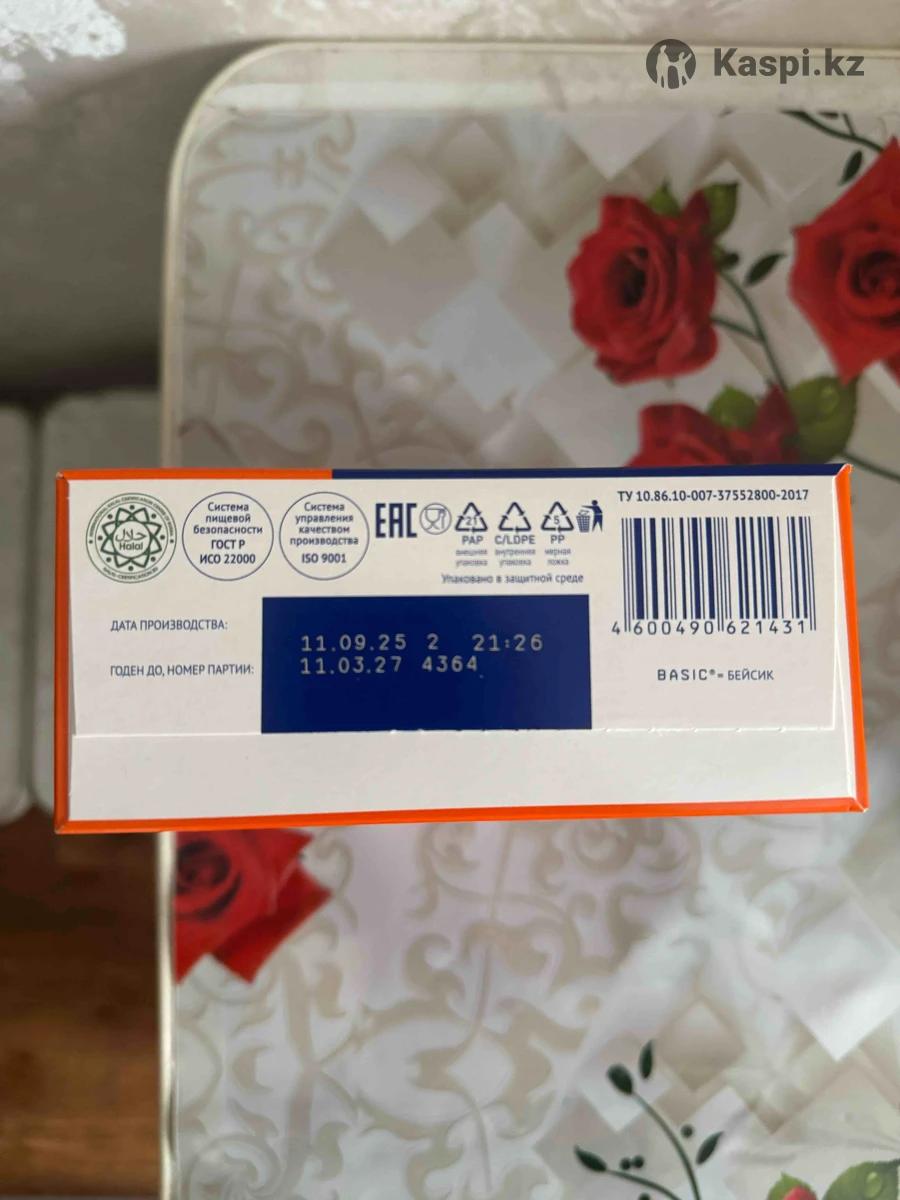 Kaspi.kz
حلال
Halal
Система
пищевой
безопасности
ГОСТ Р
ИСО 22000
Система
управления
качеством
производства
ISO 9001
EAC
21
PAP
внешняя
упаковка
C/LDPE
внутренняя
упаковка
5
PP
мерная
ложка
Упаковано в защитной среде
ТУ 10.86.10-007-37552800-2017
4 600490 621431
BASIC®= БЕЙСИК
ДАТА ПРОИЗВОДСТВА:
11.09.25 2 21:26
ГОДЕН ДО, НОМЕР ПАРТИИ:
11.03.27 4364